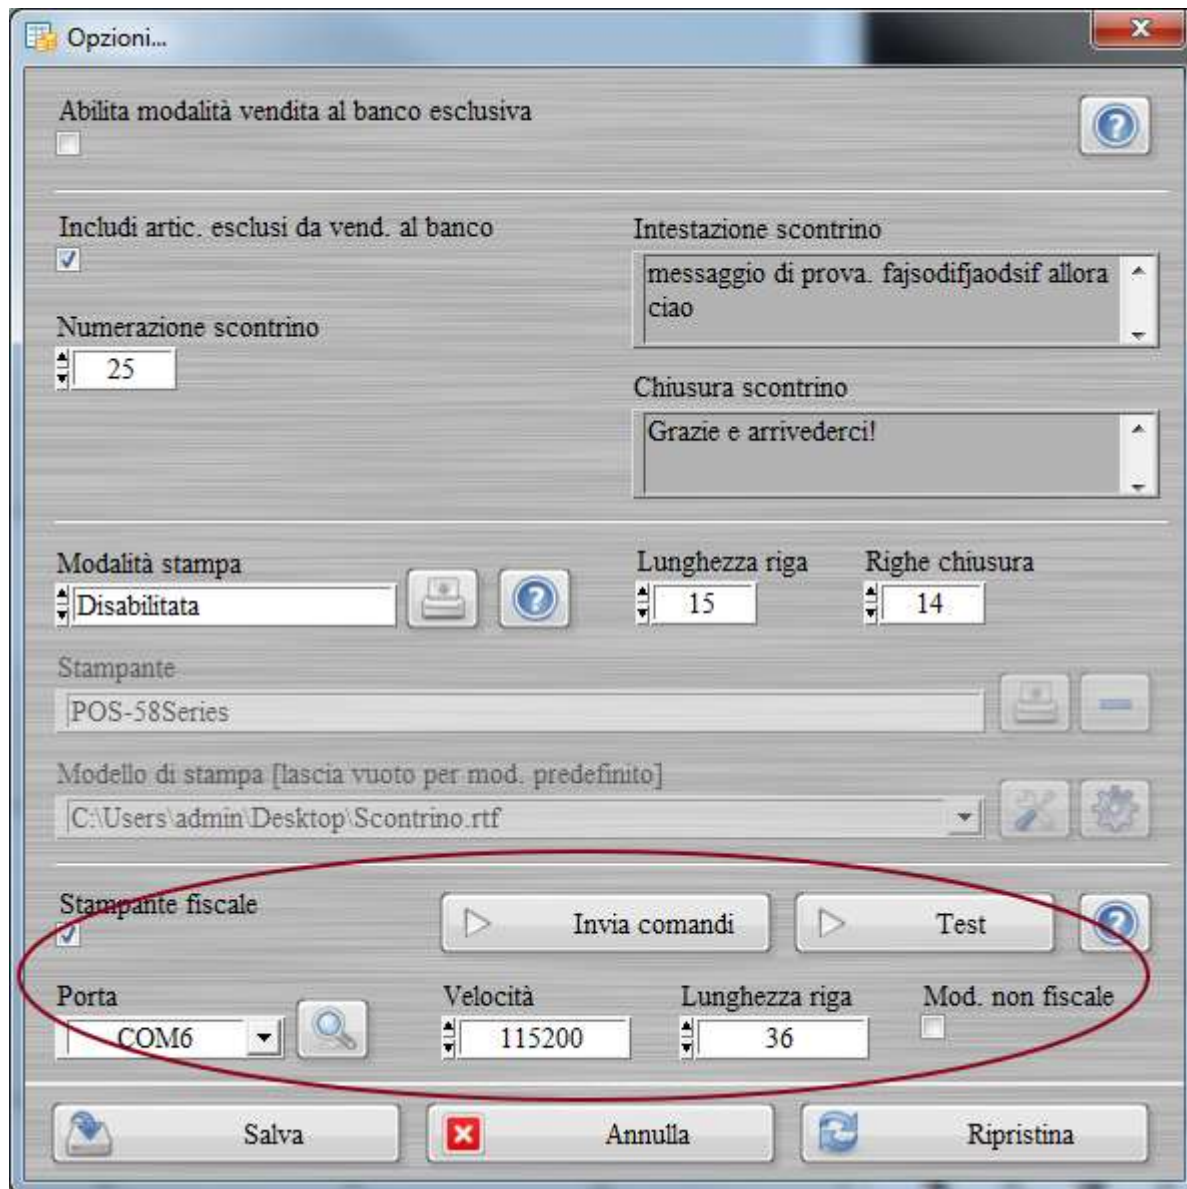 Opzioni...
Abilita modalità vendita al banco esclusiva
Includi artic. esclusi da vend. al banco
Intestazione scontrino
messaggio di prova. fajsodifjaodsif allora
ciao
Numerazione scontrino
25
Chiusura scontrino
Grazie e arrivederci!
Modalità stampa
Lunghezza riga
Righe chiusura
Disabilitata
15
14
Stampante
POS-58Series
Modello di stampa [lascia vuoto per mod. predefinito]
C:\Users\admin\Desktop\Scontrino.rtf
Stampante fiscale
Invia comandi
Test
Porta
Velocità
Lunghezza riga
Mod. non fiscale
COM6
115200
36
Salva
Annulla
Ripristina